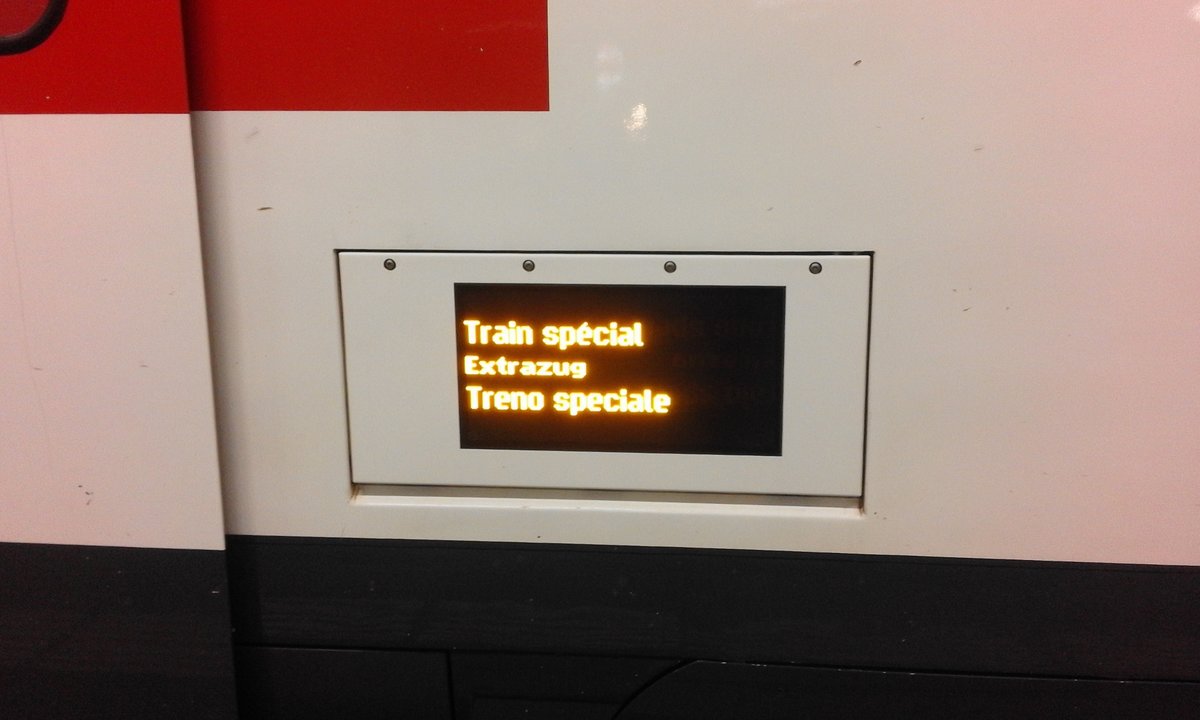 Train spécial
Extrazug
Treno speciale